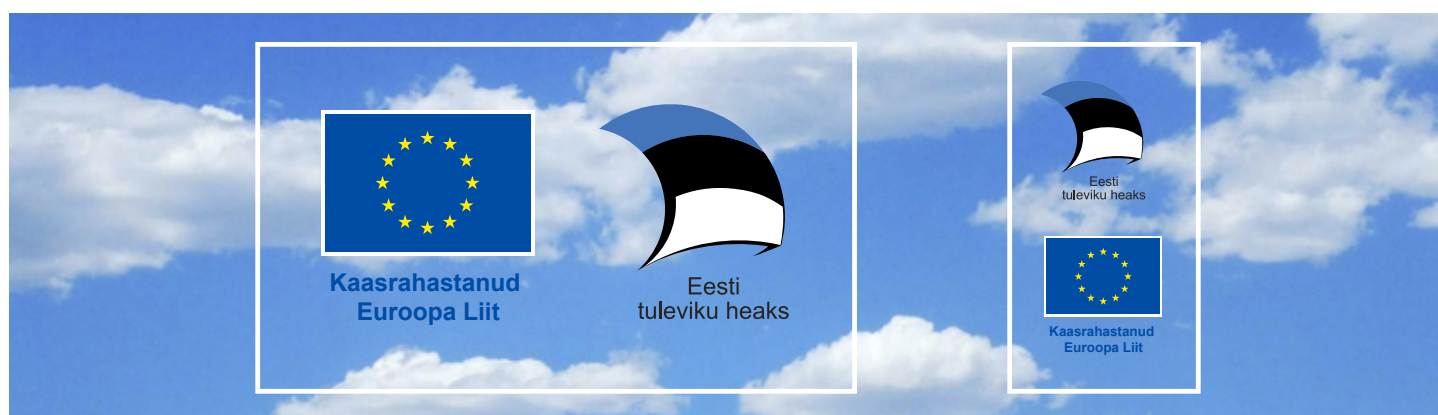 Kaasrahastanud
Euroopa Liit
Eesti
tuleviku heaks
Eesti
tuleviku heaks
Kaasrahastanud
Euroopa Liit